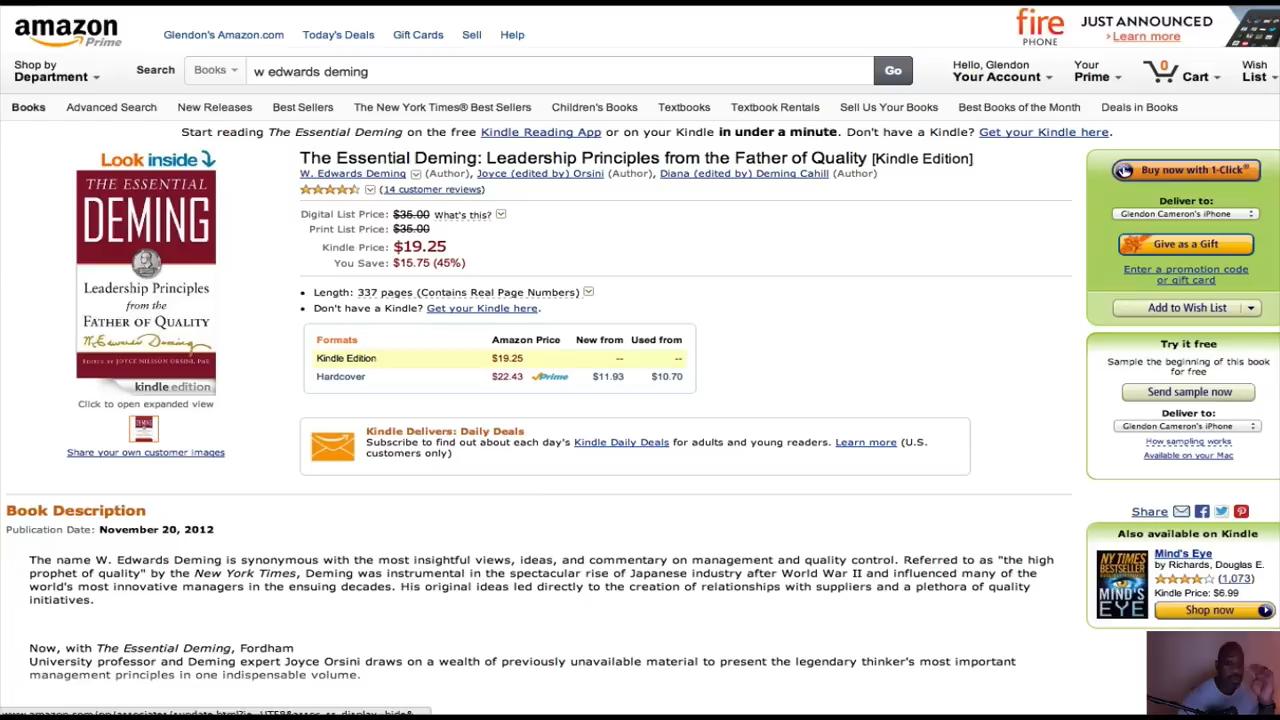 amazon Prime
Glendon's Amazon.com Today's Deals Gift Cards Sell Help
fire PHONE
JUST ANNOUNCED
› Learn more
Shop by Department
Search Books w edwards deming Go
Hello, Glendon Your Account
Your Prime
0 Cart
Wish List
Books Advanced Search New Releases Best Sellers The New York Times® Best Sellers Children's Books Textbooks Textbook Rentals Sell Us Your Books Best Books of the Month Deals in Books
Start reading The Essential Deming on the free Kindle Reading App or on your Kindle in under a minute. Don't have a Kindle? Get your Kindle here.
Look inside
THE ESSENTIAL
DEMING
Leadership Principles
from the
FATHER OF QUALITY
W. Edwards Deming
EDITED BY JOYCE NILSSON ORSINI, PHD
kindle edition
Click to open expanded view
Share your own customer images
The Essential Deming: Leadership Principles from the Father of Quality [Kindle Edition]
W. Edwards Deming (Author), Joyce (edited by) Orsini (Author), Diana (edited by) Deming Cahill (Author)
(14 customer reviews)
Digital List Price: $35.00 What's this?
Print List Price: $35.00
Kindle Price: $19.25
You Save: $15.75 (45%)
• Length: 337 pages (Contains Real Page Numbers)
• Don't have a Kindle? Get your Kindle here.
Formats Amazon Price New from Used from
Kindle Edition $19.25 -- --
Hardcover $22.43 Prime $11.93 $10.70
Kindle Delivers: Daily Deals
Subscribe to find out about each day's Kindle Daily Deals for adults and young readers. Learn more (U.S.
customers only)
Buy now with 1-Click®
Deliver to:
Glendon Cameron's iPhone
Give as a Gift
Enter a promotion code
or gift card
Add to Wish List
Try it free
Sample the beginning of this book
for free
Send sample now
Deliver to:
Glendon Cameron's iPhone
How sampling works
Available on your Mac
Share
Also available on Kindle
NY TIMES
BESTSELLER
MIND'S
EYE
Mind's Eye
by Richards, Douglas E.
(1,073)
Kindle Price: $6.99
Shop now
Book Description
Publication Date: November 20, 2012
The name W. Edwards Deming is synonymous with the most insightful views, ideas, and commentary on management and quality control. Referred to as "the high
prophet of quality" by the New York Times, Deming was instrumental in the spectacular rise of Japanese industry after World War II and influenced many of the
world's most innovative managers in the ensuing decades. His original ideas led directly to the creation of relationships with suppliers and a plethora of quality
initiatives.
Now, with The Essential Deming, Fordham
University professor and Deming expert Joyce Orsini draws on a wealth of previously unavailable material to present the legendary thinker's most important
management principles in one indispensable volume.